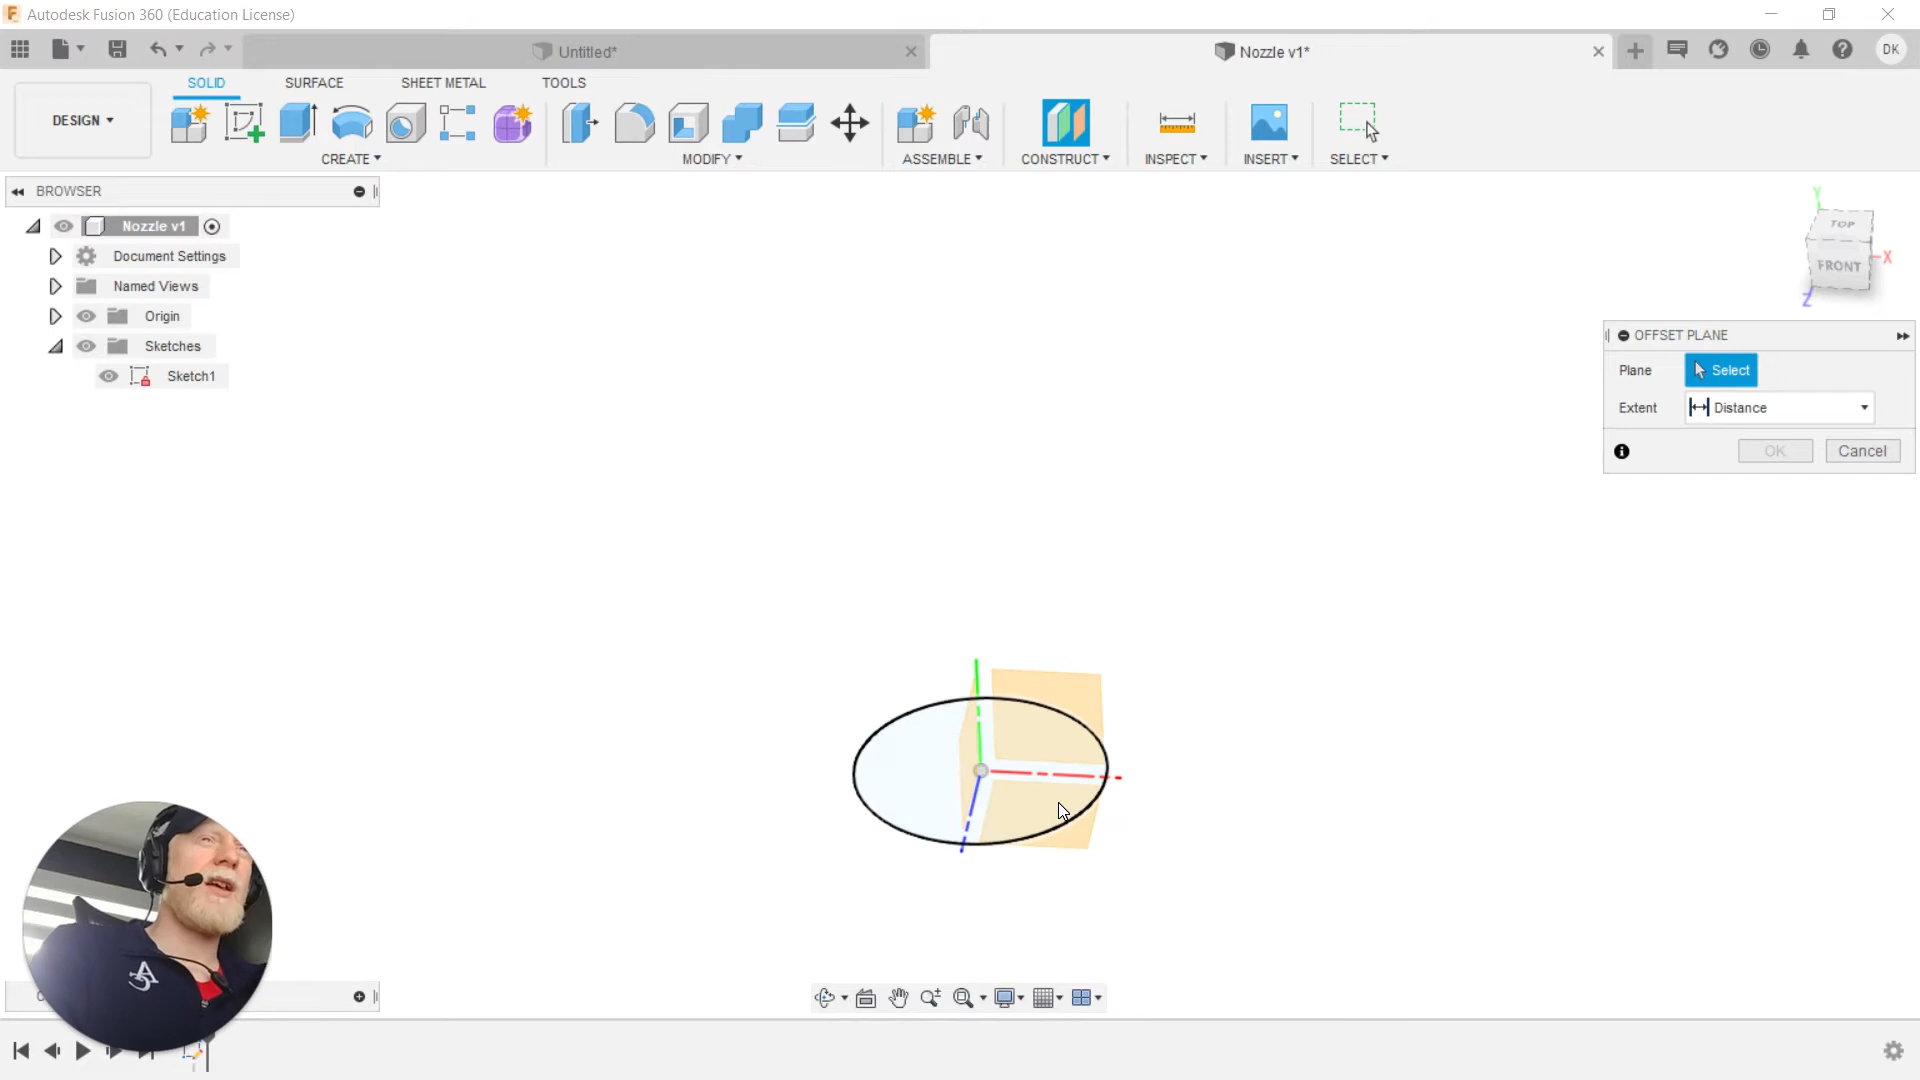 Autodesk Fusion 360 (Education License)
Untitled*
Nozzle v1*
DK
DESIGN
SOLID
SURFACE
SHEET METAL
TOOLS
CREATE
MODIFY
ASSEMBLE
CONSTRUCT
INSPECT
INSERT
SELECT
BROWSER
Nozzle v1
Document Settings
Named Views
Origin
Sketches
Sketch1
Y
TOP
FRONT
X
Z
OFFSET PLANE
Plane
Select
Extent
Distance
OK
Cancel